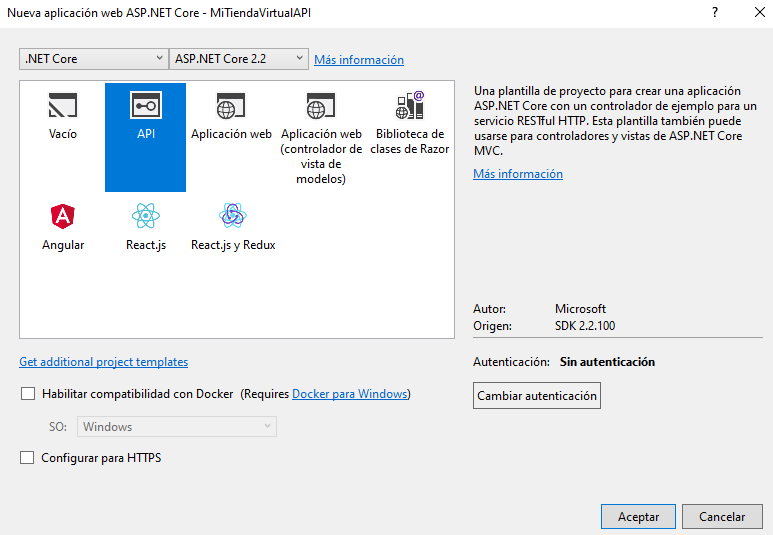 Nueva aplicación web ASP.NET Core - MiTiendaVirtualAPI
.NET Core
ASP.NET Core 2.2
Más información
Vacío
API
Aplicación web
Aplicación web
(controlador de
vista de
modelos)
Biblioteca de
clases de Razor
Angular
React.js
React.js y Redux
Una plantilla de proyecto para crear una aplicación
ASP.NET Core con un controlador de ejemplo para un
servicio RESTful HTTP. Esta plantilla también puede
usarse para controladores y vistas de ASP.NET Core
MVC.
Más información
Autor: Microsoft
Origen: SDK 2.2.100
Get additional project templates
Autenticación: Sin autenticación
Cambiar autenticación
Habilitar compatibilidad con Docker (Requires Docker para Windows)
SO: Windows
Configurar para HTTPS
Aceptar
Cancelar